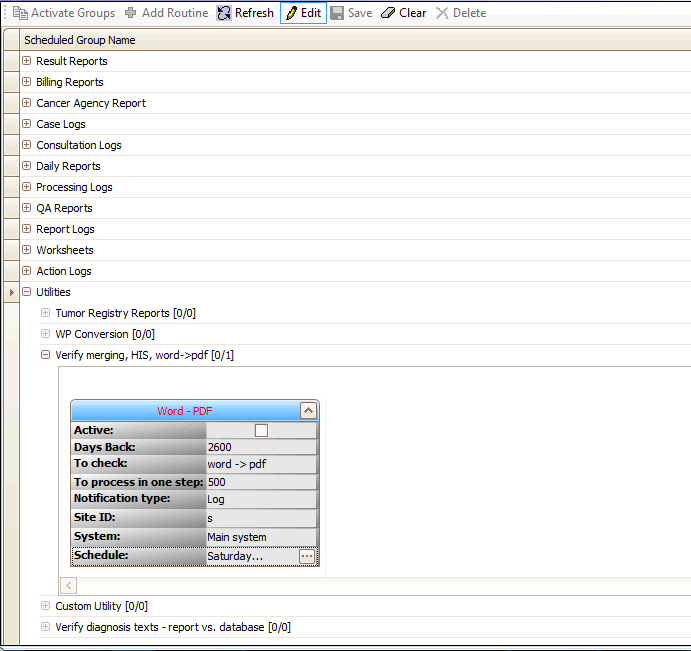 Activate Groups Add Routine Refresh Edit Save Clear Delete
Scheduled Group Name
Result Reports
Billing Reports
Cancer Agency Report
Case Logs
Consultation Logs
Daily Reports
Processing Logs
QA Reports
Report Logs
Worksheets
Action Logs
Utilities
Tumor Registry Reports [0/0]
WP Conversion [0/0]
Verify merging, HIS, word->pdf [0/1]
Word - PDF
Active:
Days Back: 2600
To check: word -> pdf
To process in one step: 500
Notification type: Log
Site ID: s
System: Main system
Schedule: Saturday... ...
Custom Utility [0/0]
Verify diagnosis texts - report vs. database [0/0]